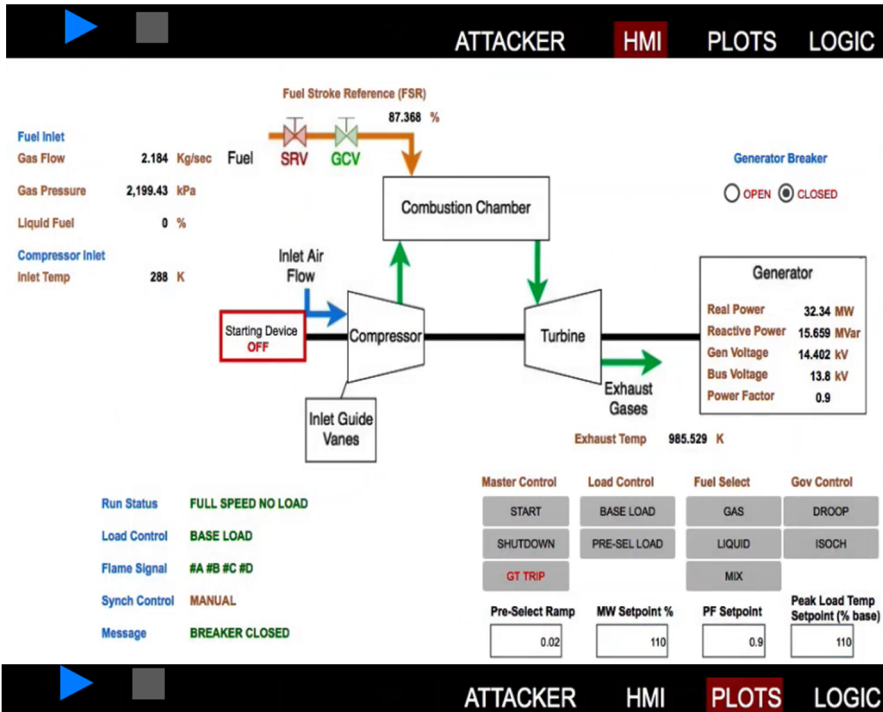 ATTACKER HMI PLOTS LOGIC
Fuel Stroke Reference (FSR)
87.368 %
Fuel Inlet
Gas Flow 2.184 Kg/sec
Fuel SRV GCV
Gas Pressure 2,199.43 kPa
Liquid Fuel 0 %
Compressor Inlet
Inlet Temp 288 K
Generator Breaker
OPEN CLOSED
Combustion Chamber
Inlet Air
Flow
Starting Device
OFF
Compressor
Turbine
Inlet Guide
Vanes
Exhaust
Gases
Generator
Real Power 32.34 MW
Reactive Power 15.659 MVar
Gen Voltage 14.402 kV
Bus Voltage 13.8 kV
Power Factor 0.9
Exhaust Temp 985.529 K
Run Status FULL SPEED NO LOAD
Load Control BASE LOAD
Flame Signal #A #B #C #D
Synch Control MANUAL
Message BREAKER CLOSED
Master Control Load Control Fuel Select Gov Control
START BASE LOAD GAS DROOP
SHUTDOWN PRE-SEL LOAD LIQUID ISOCH
GT TRIP MIX
Pre-Select Ramp MW Setpoint % PF Setpoint Peak Load Temp
Setpoint (% base)
0.02 110 0.9 110
ATTACKER HMI PLOTS LOGIC